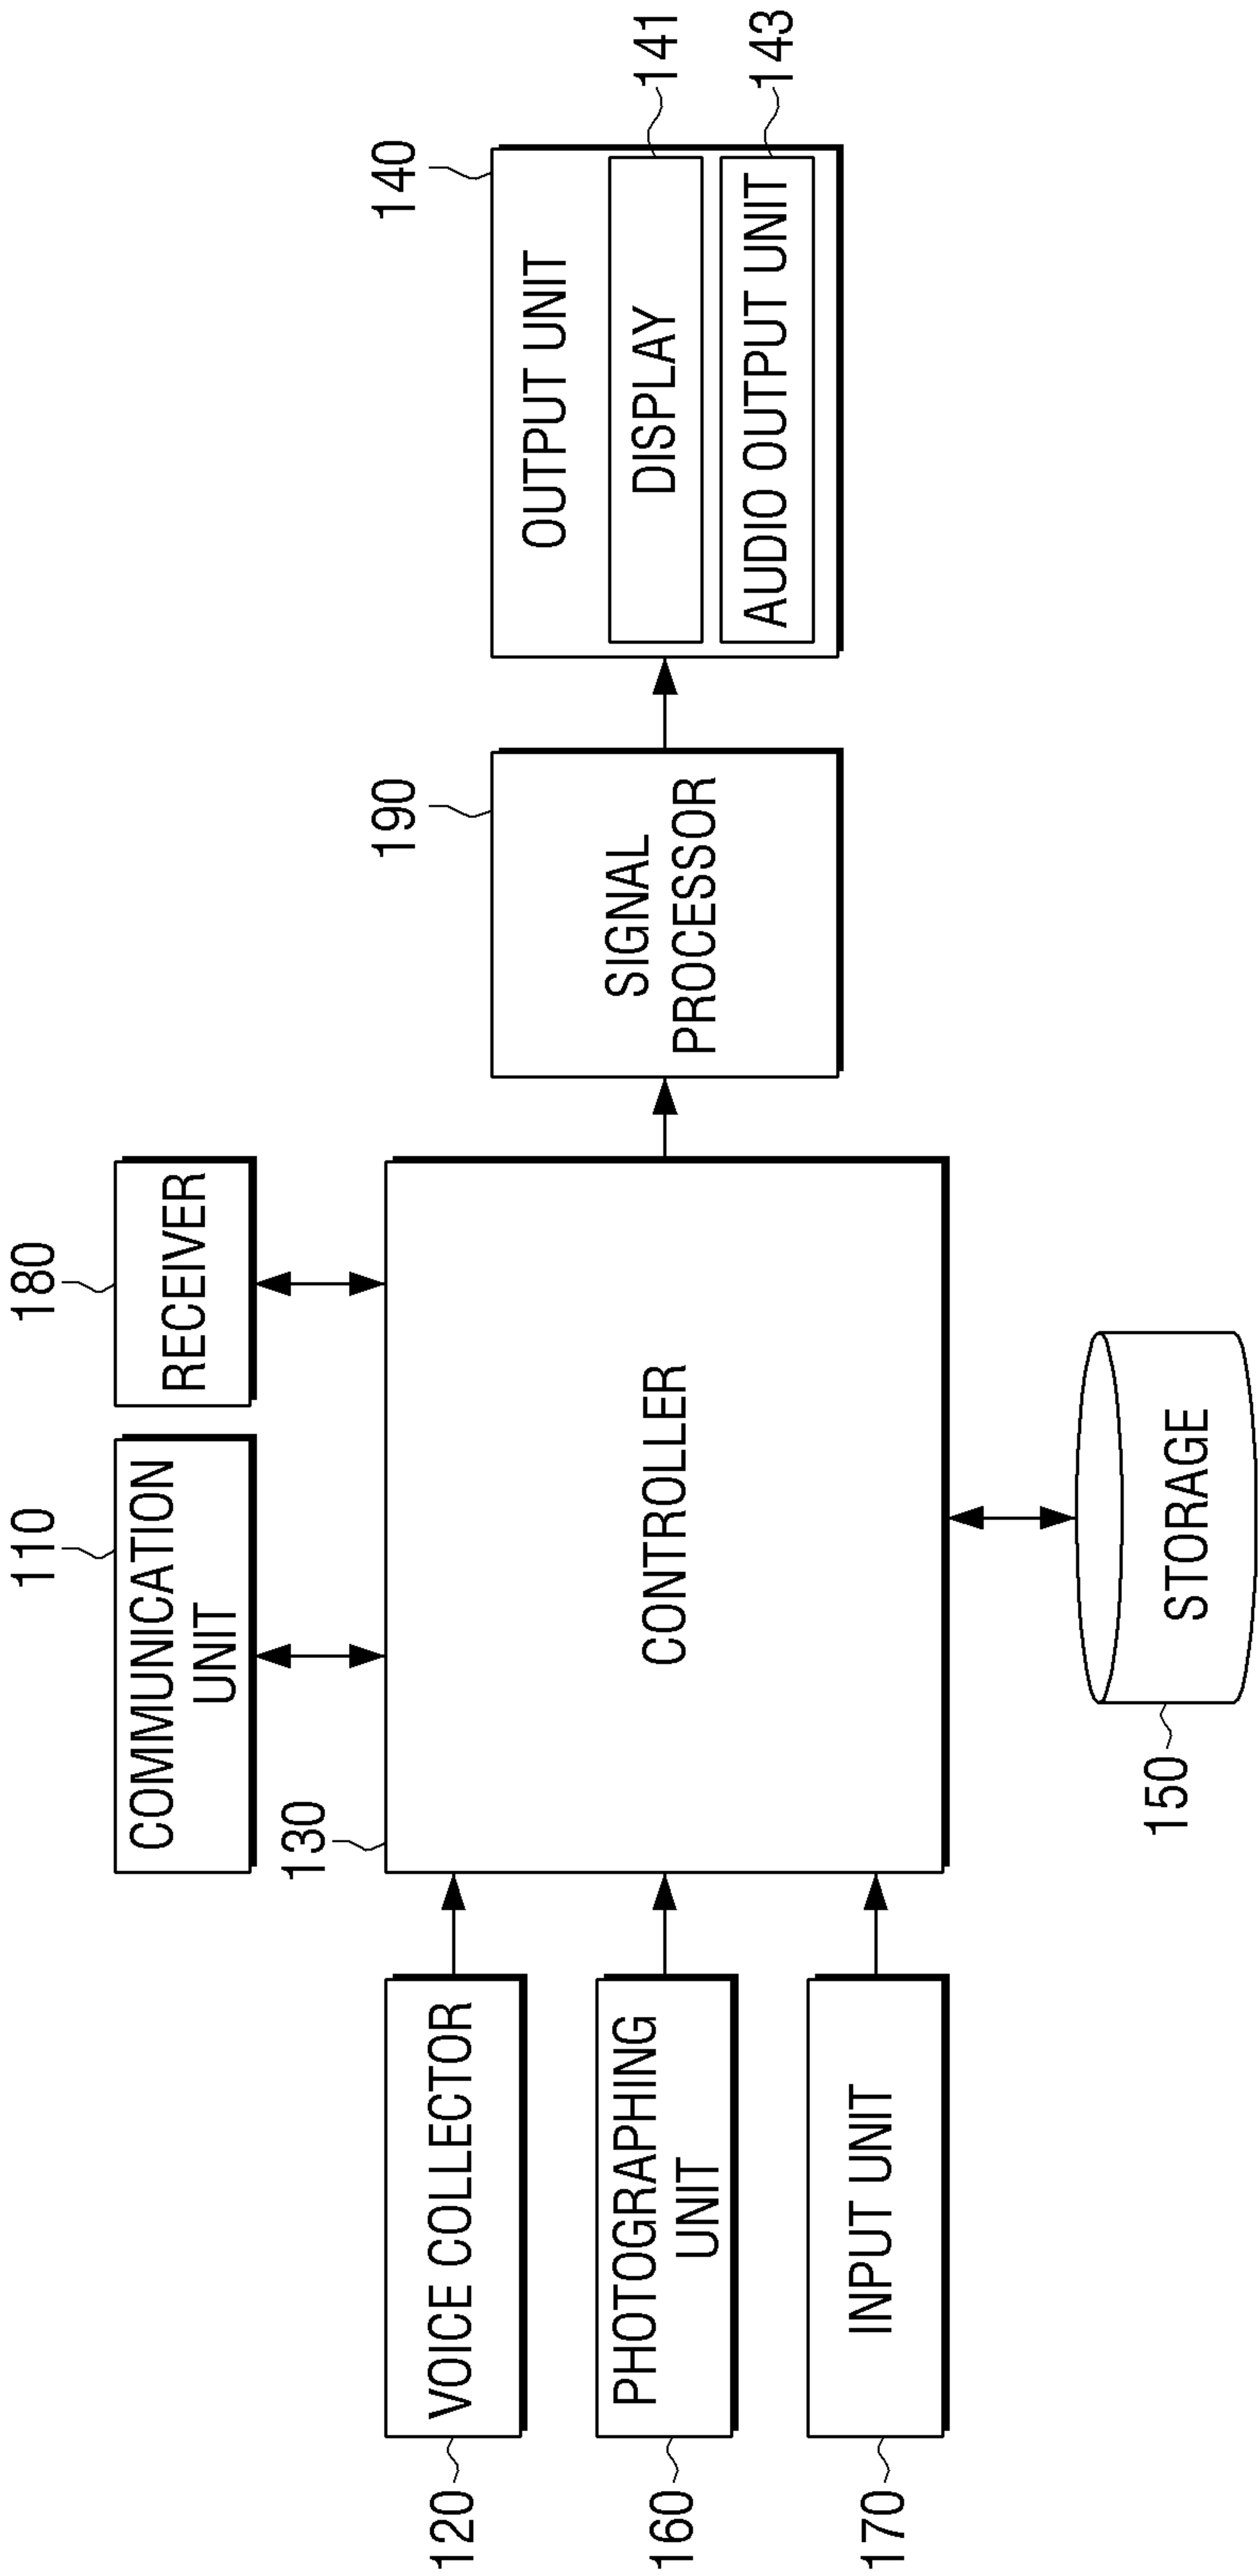 180
RECEIVER
110
COMMUNICATION
UNIT
130
CONTROLLER
120
VOICE COLLECTOR
160
PHOTOGRAPHING
UNIT
170
INPUT UNIT
190
SIGNAL
PROCESSOR
140
OUTPUT UNIT
DISPLAY
141
AUDIO OUTPUT UNIT
143
150
STORAGE